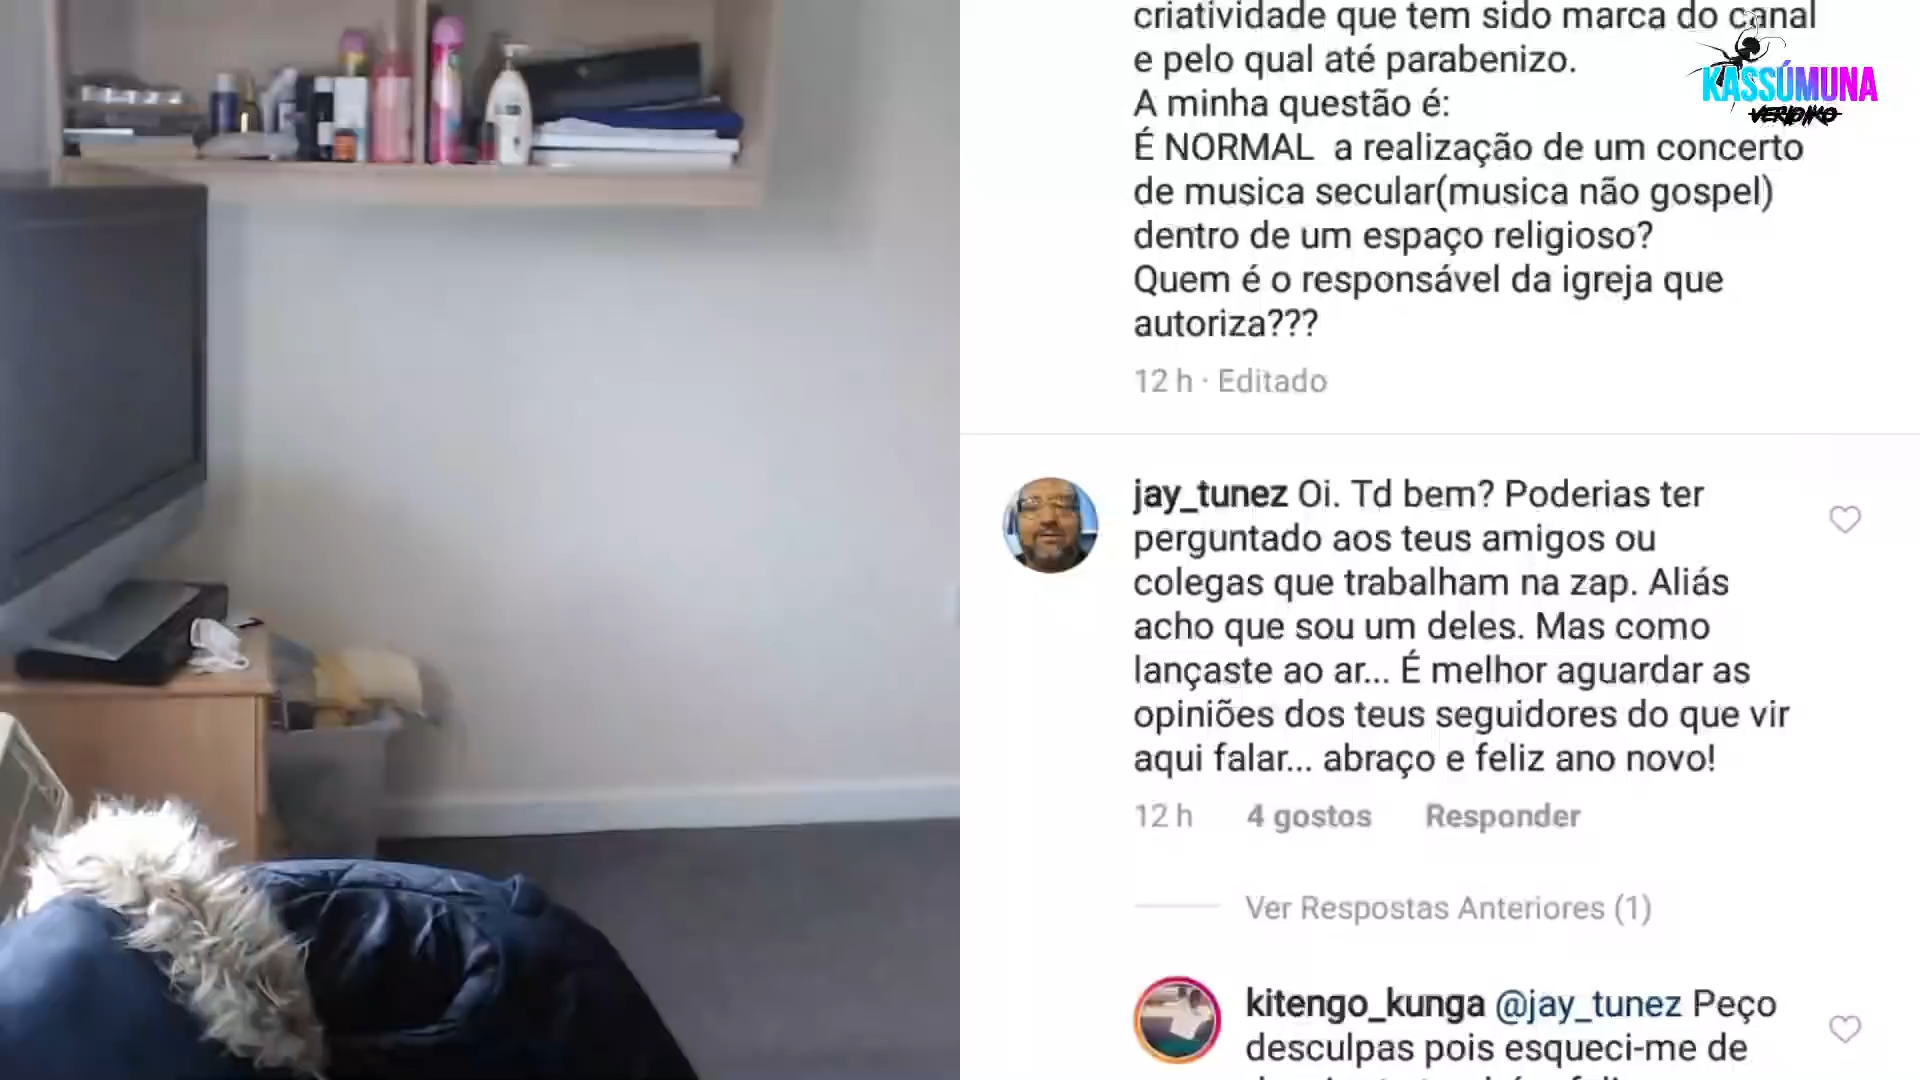 criatividade que tem sido marca do canal
e pelo qual até parabenizo.
A minha questão é:
É NORMAL a realização de um concerto
de musica secular(musica não gospel)
dentro de um espaço religioso?
Quem é o responsável da igreja que
autoriza???
12 h · Editado
KASSÚMUNA
VERIDIKO
jay_tunez Oi. Td bem? Poderias ter
perguntado aos teus amigos ou
colegas que trabalham na zap. Aliás
acho que sou um deles. Mas como
lançaste ao ar... É melhor aguardar as
opiniões dos teus seguidores do que vir
aqui falar... abraço e feliz ano novo!
12 h 4 gostos Responder
Ver Respostas Anteriores (1)
kitengo_kunga @jay_tunez Peço
desculpas pois esqueci-me de